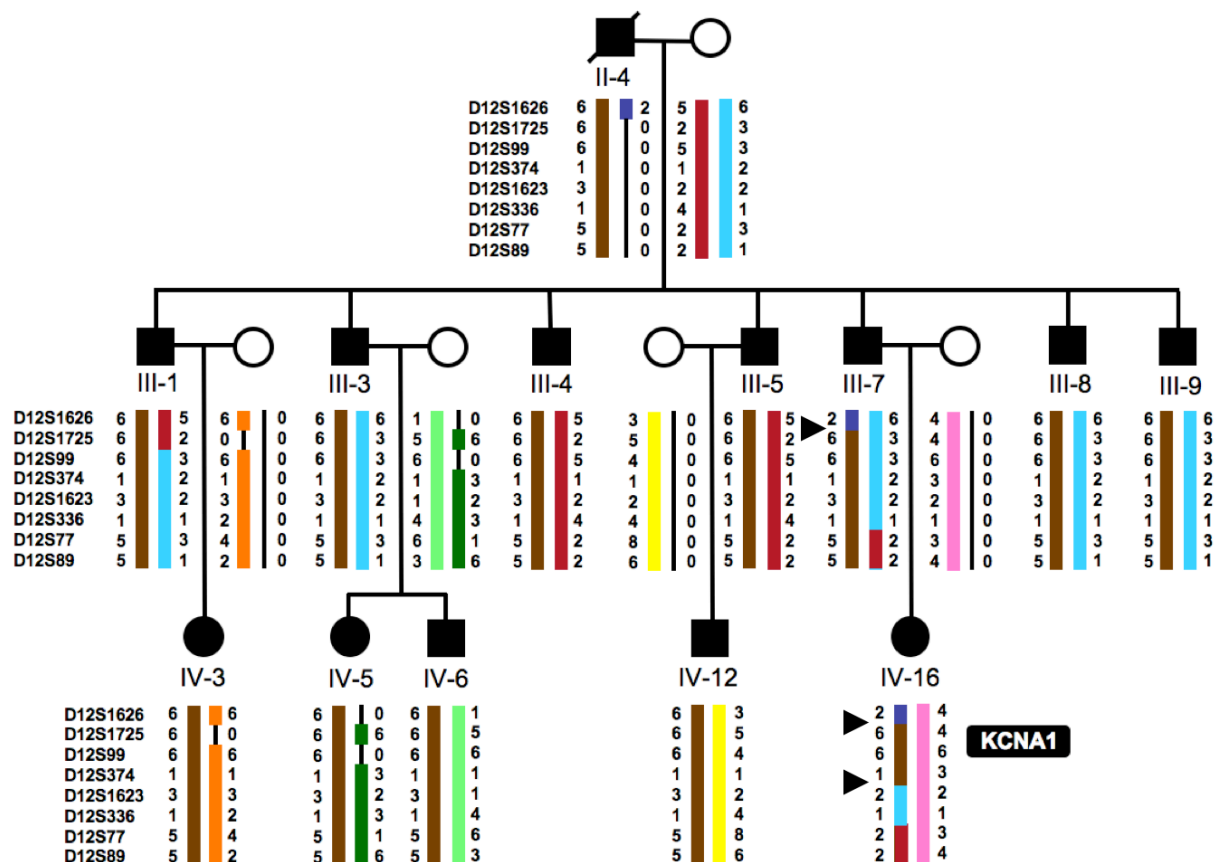 II-4
D12S1626 6 2 5 6
D12S1725 6 0 2 3
D12S99 6 0 5 3
D12S374 1 0 1 2
D12S1623 3 0 2 2
D12S336 1 0 4 1
D12S77 5 0 2 3
D12S89 5 0 2 1
III-1 III-3 III-4 III-5 III-7 III-8 III-9
D12S1626 6 5 6 0 6 6 1 0 6 5 3 0 6 5 2 6 4 0 6 6 6 6
D12S1725 6 2 0 0 6 3 5 6 6 2 5 0 6 2 6 3 4 0 6 3 6 3
D12S99 6 3 6 0 6 3 6 0 6 5 4 0 6 5 6 3 6 0 6 3 6 3
D12S374 1 2 1 0 1 2 1 3 1 1 1 0 1 1 1 2 3 0 1 2 1 2
D12S1623 3 2 3 0 3 2 1 2 3 2 2 0 3 2 3 2 2 0 3 2 3 2
D12S336 1 1 2 0 1 1 4 3 1 4 4 0 1 4 1 1 1 0 1 1 1 1
D12S77 5 3 4 0 5 3 6 1 5 2 8 0 5 2 5 2 3 0 5 3 5 3
D12S89 5 1 2 0 5 1 3 6 5 2 6 0 5 2 5 2 4 0 5 1 5 1
IV-3 IV-5 IV-6 IV-12 IV-16
D12S1626 6 6 6 0 6 1 6 3 2 4
D12S1725 6 0 6 6 6 5 6 5 6 4
D12S99 6 6 6 0 6 6 6 4 6 6
D12S374 1 1 1 3 1 1 1 1 1 3
D12S1623 3 3 3 2 3 1 3 2 2 2
D12S336 1 2 1 3 1 4 1 4 1 1
D12S77 5 4 5 1 5 6 5 8 2 3
D12S89 5 2 5 6 5 3 5 6 2 4
KCNA1